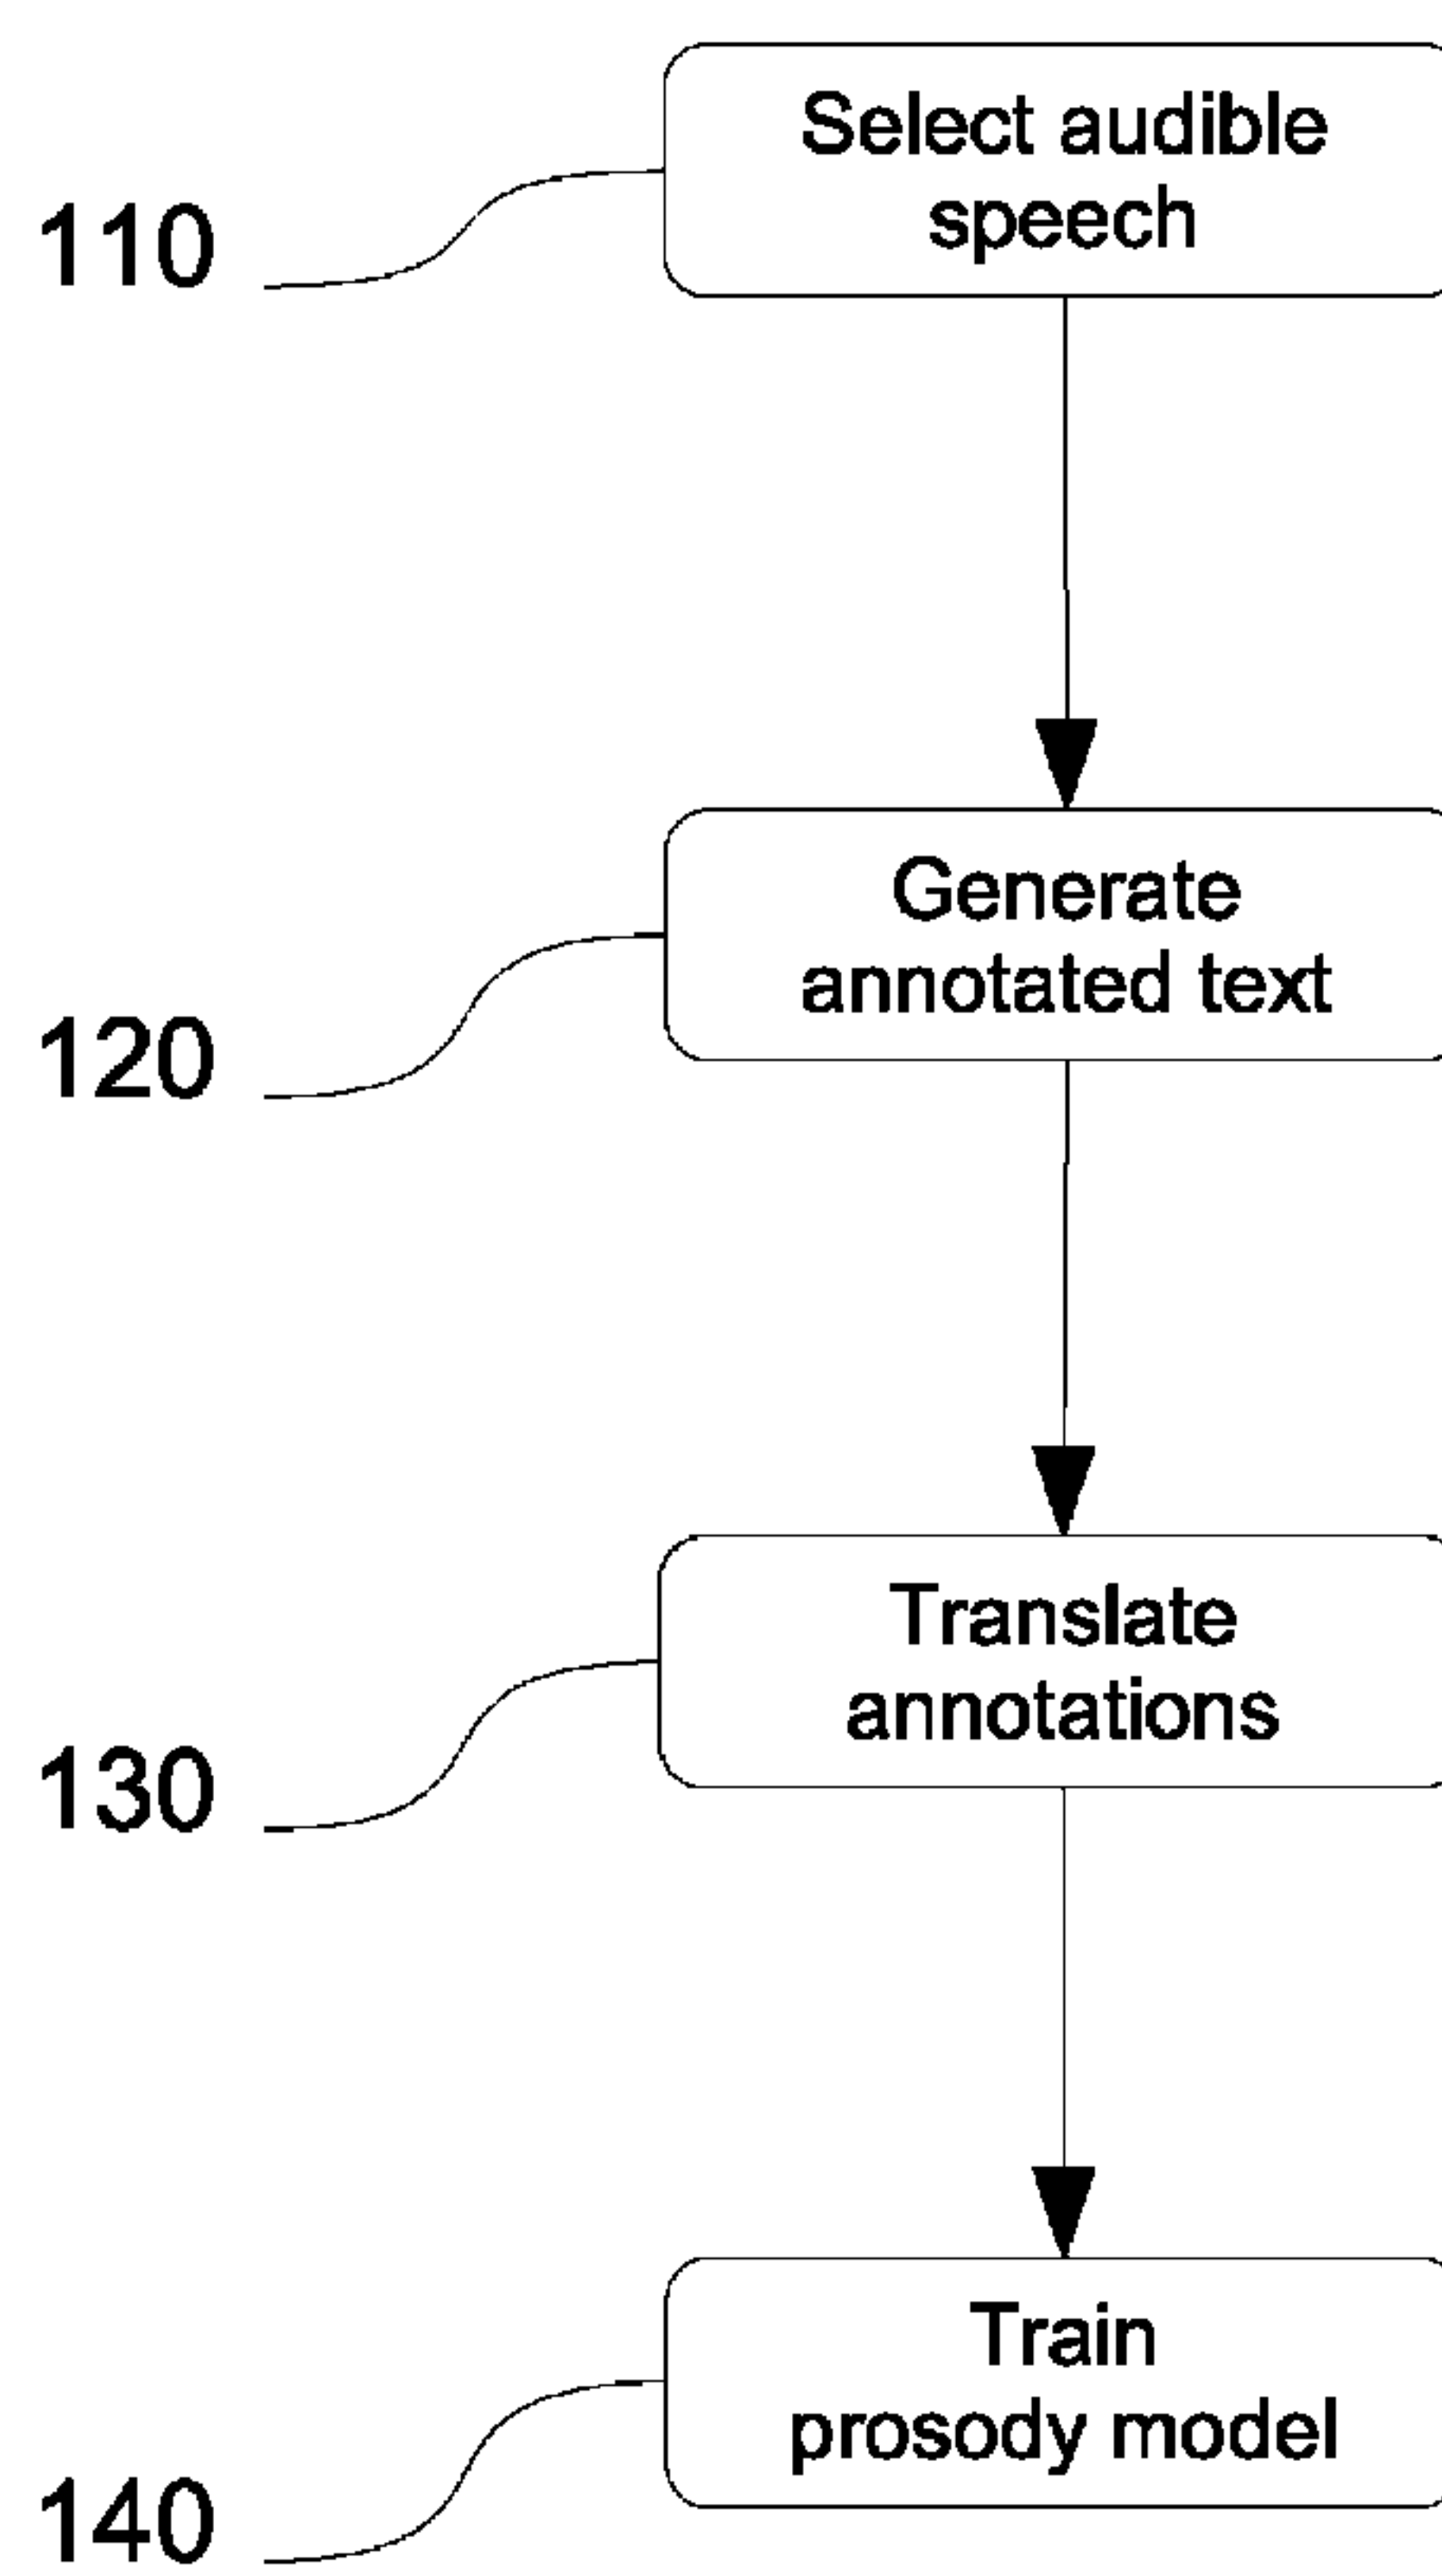 Select audible
speech
110
Generate
annotated text
120
Translate
annotations
130
Train
prosody model
140